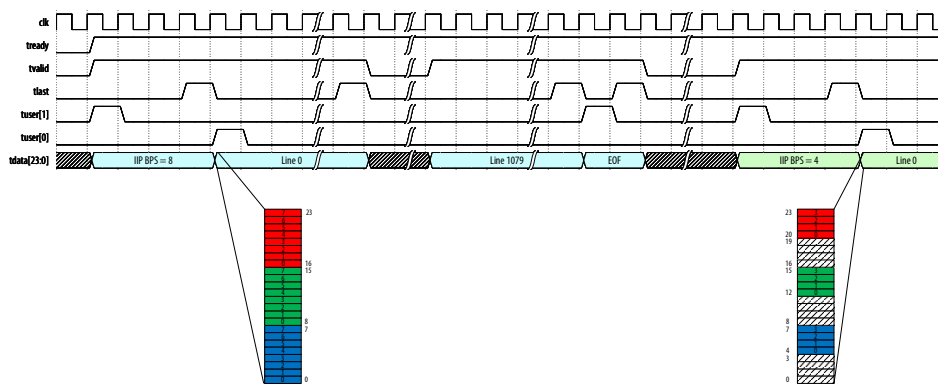 clk
tready
tvalid
tlast
tuser[1]
tuser[0]
tdata[23:0] IIP BPS = 8 Line 0 Line 1079 EOF IIP BPS = 4 Line 0
23
16
15
8
7
0
23
20
19
16
15
12
11
8
7
4
3
0